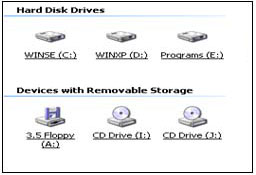 Hard Disk Drives
WINSE (C:) WINXP (D:) Programs (E:)
Devices with Removable Storage
3.5 Floppy CD Drive (I:) CD Drive (J:)
(A:)